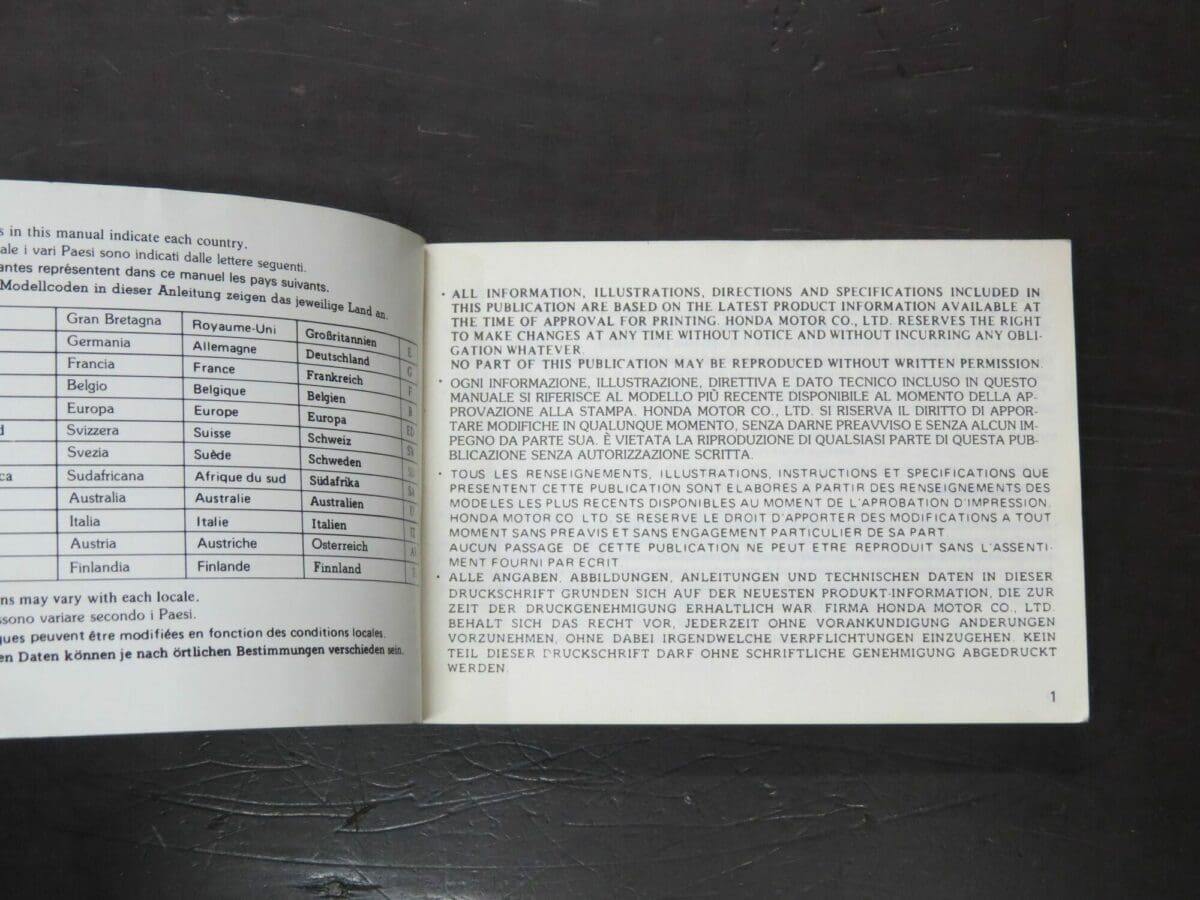 s in this manual indicate each country.
ale i vari Paesi sono indicati dalle lettere seguenti.
antes représentent dans ce manuel les pays suivants.
Modellcoden in dieser Anleitung zeigen das jeweilige Land an.
Gran Bretagna Royaume-Uni Großbritannien E
Germania Allemagne Deutschland G
Francia France Frankreich F
Belgio Belgique Belgien B
Europa Europe Europa ED
d Svizzera Suisse Schweiz SW
Svezia Suède Schweden
ca Sudafricana Afrique du sud Südafrika SA
Australia Australie Australien U
Italia Italie Italien IT
Austria Autriche Osterreich
Finlandia Finlande Finnland
ns may vary with each locale.
ssono variare secondo i Paesi.
ques peuvent être modifiées en fonction des conditions locales.
en Daten können je nach örtlichen Bestimmungen verschieden sein.
· ALL INFORMATION, ILLUSTRATIONS, DIRECTIONS AND SPECIFICATIONS INCLUDED IN
THIS PUBLICATION ARE BASED ON THE LATEST PRODUCT INFORMATION AVAILABLE AT
THE TIME OF APPROVAL FOR PRINTING. HONDA MOTOR CO., LTD. RESERVES THE RIGHT
TO MAKE CHANGES AT ANY TIME WITHOUT NOTICE AND WITHOUT INCURRING ANY OBLI-
GATION WHATEVER.
NO PART OF THIS PUBLICATION MAY BE REPRODUCED WITHOUT WRITTEN PERMISSION.
· OGNI INFORMAZIONE, ILLUSTRAZIONE, DIRETTIVA E DATO TECNICO INCLUSO IN QUESTO
MANUALE SI RIFERISCE AL MODELLO PIÙ RECENTE DISPONIBILE AL MOMENTO DELLA AP-
PROVAZIONE ALLA STAMPA. HONDA MOTOR CO., LTD. SI RISERVA IL DIRITTO DI APPOR-
TARE MODIFICHE IN QUALUNQUE MOMENTO, SENZA DARNE PREAVVISO E SENZA ALCUN IM-
PEGNO DA PARTE SUA. È VIETATA LA RIPRODUZIONE DI QUALSIASI PARTE DI QUESTA PUB-
BLICAZIONE SENZA AUTORIZZAZIONE SCRITTA.
· TOUS LES RENSEIGNEMENTS, ILLUSTRATIONS, INSTRUCTIONS ET SPECIFICATIONS QUE
PRESENTENT CETTE PUBLICATION SONT ELABORES A PARTIR DES RENSEIGNEMENTS DES
MODELES LES PLUS RECENTS DISPONIBLES AU MOMENT DE L'APROBATION D'IMPRESSION.
HONDA MOTOR CO. LTD. SE RESERVE LE DROIT D'APPORTER DES MODIFICATIONS A TOUT
MOMENT SANS PREAVIS ET SANS ENGAGEMENT PARTICULIER DE SA PART.
AUCUN PASSAGE DE CETTE PUBLICATION NE PEUT ETRE REPRODUIT SANS L'ASSENTI-
MENT FOURNI PAR ECRIT
· ALLE ANGABEN, ABBILDUNGEN, ANLEITUNGEN UND TECHNISCHEN DATEN IN DIESER
DRUCKSCHRIFT GRUNDEN SICH AUF DER NEUESTEN PRODUKT-INFORMATION, DIE ZUR
ZEIT DER DRUCKGENEHMIGUNG ERHALTLICH WAR. FIRMA HONDA MOTOR CO., LTD.
BEHALT SICH DAS RECHT VOR, JEDERZEIT OHNE VORANKUNDIGUNG ANDERUNGEN
VORZUNEHMEN, OHNE DABEI IRGENDWELCHE VERPFLICHTUNGEN EINZUGEHEN. KEIN
TEIL DIESER DRUCKSCHRIFT DARF OHNE SCHRIFTLICHE GENEHMIGUNG ABGEDRUCKT
WERDEN.
1